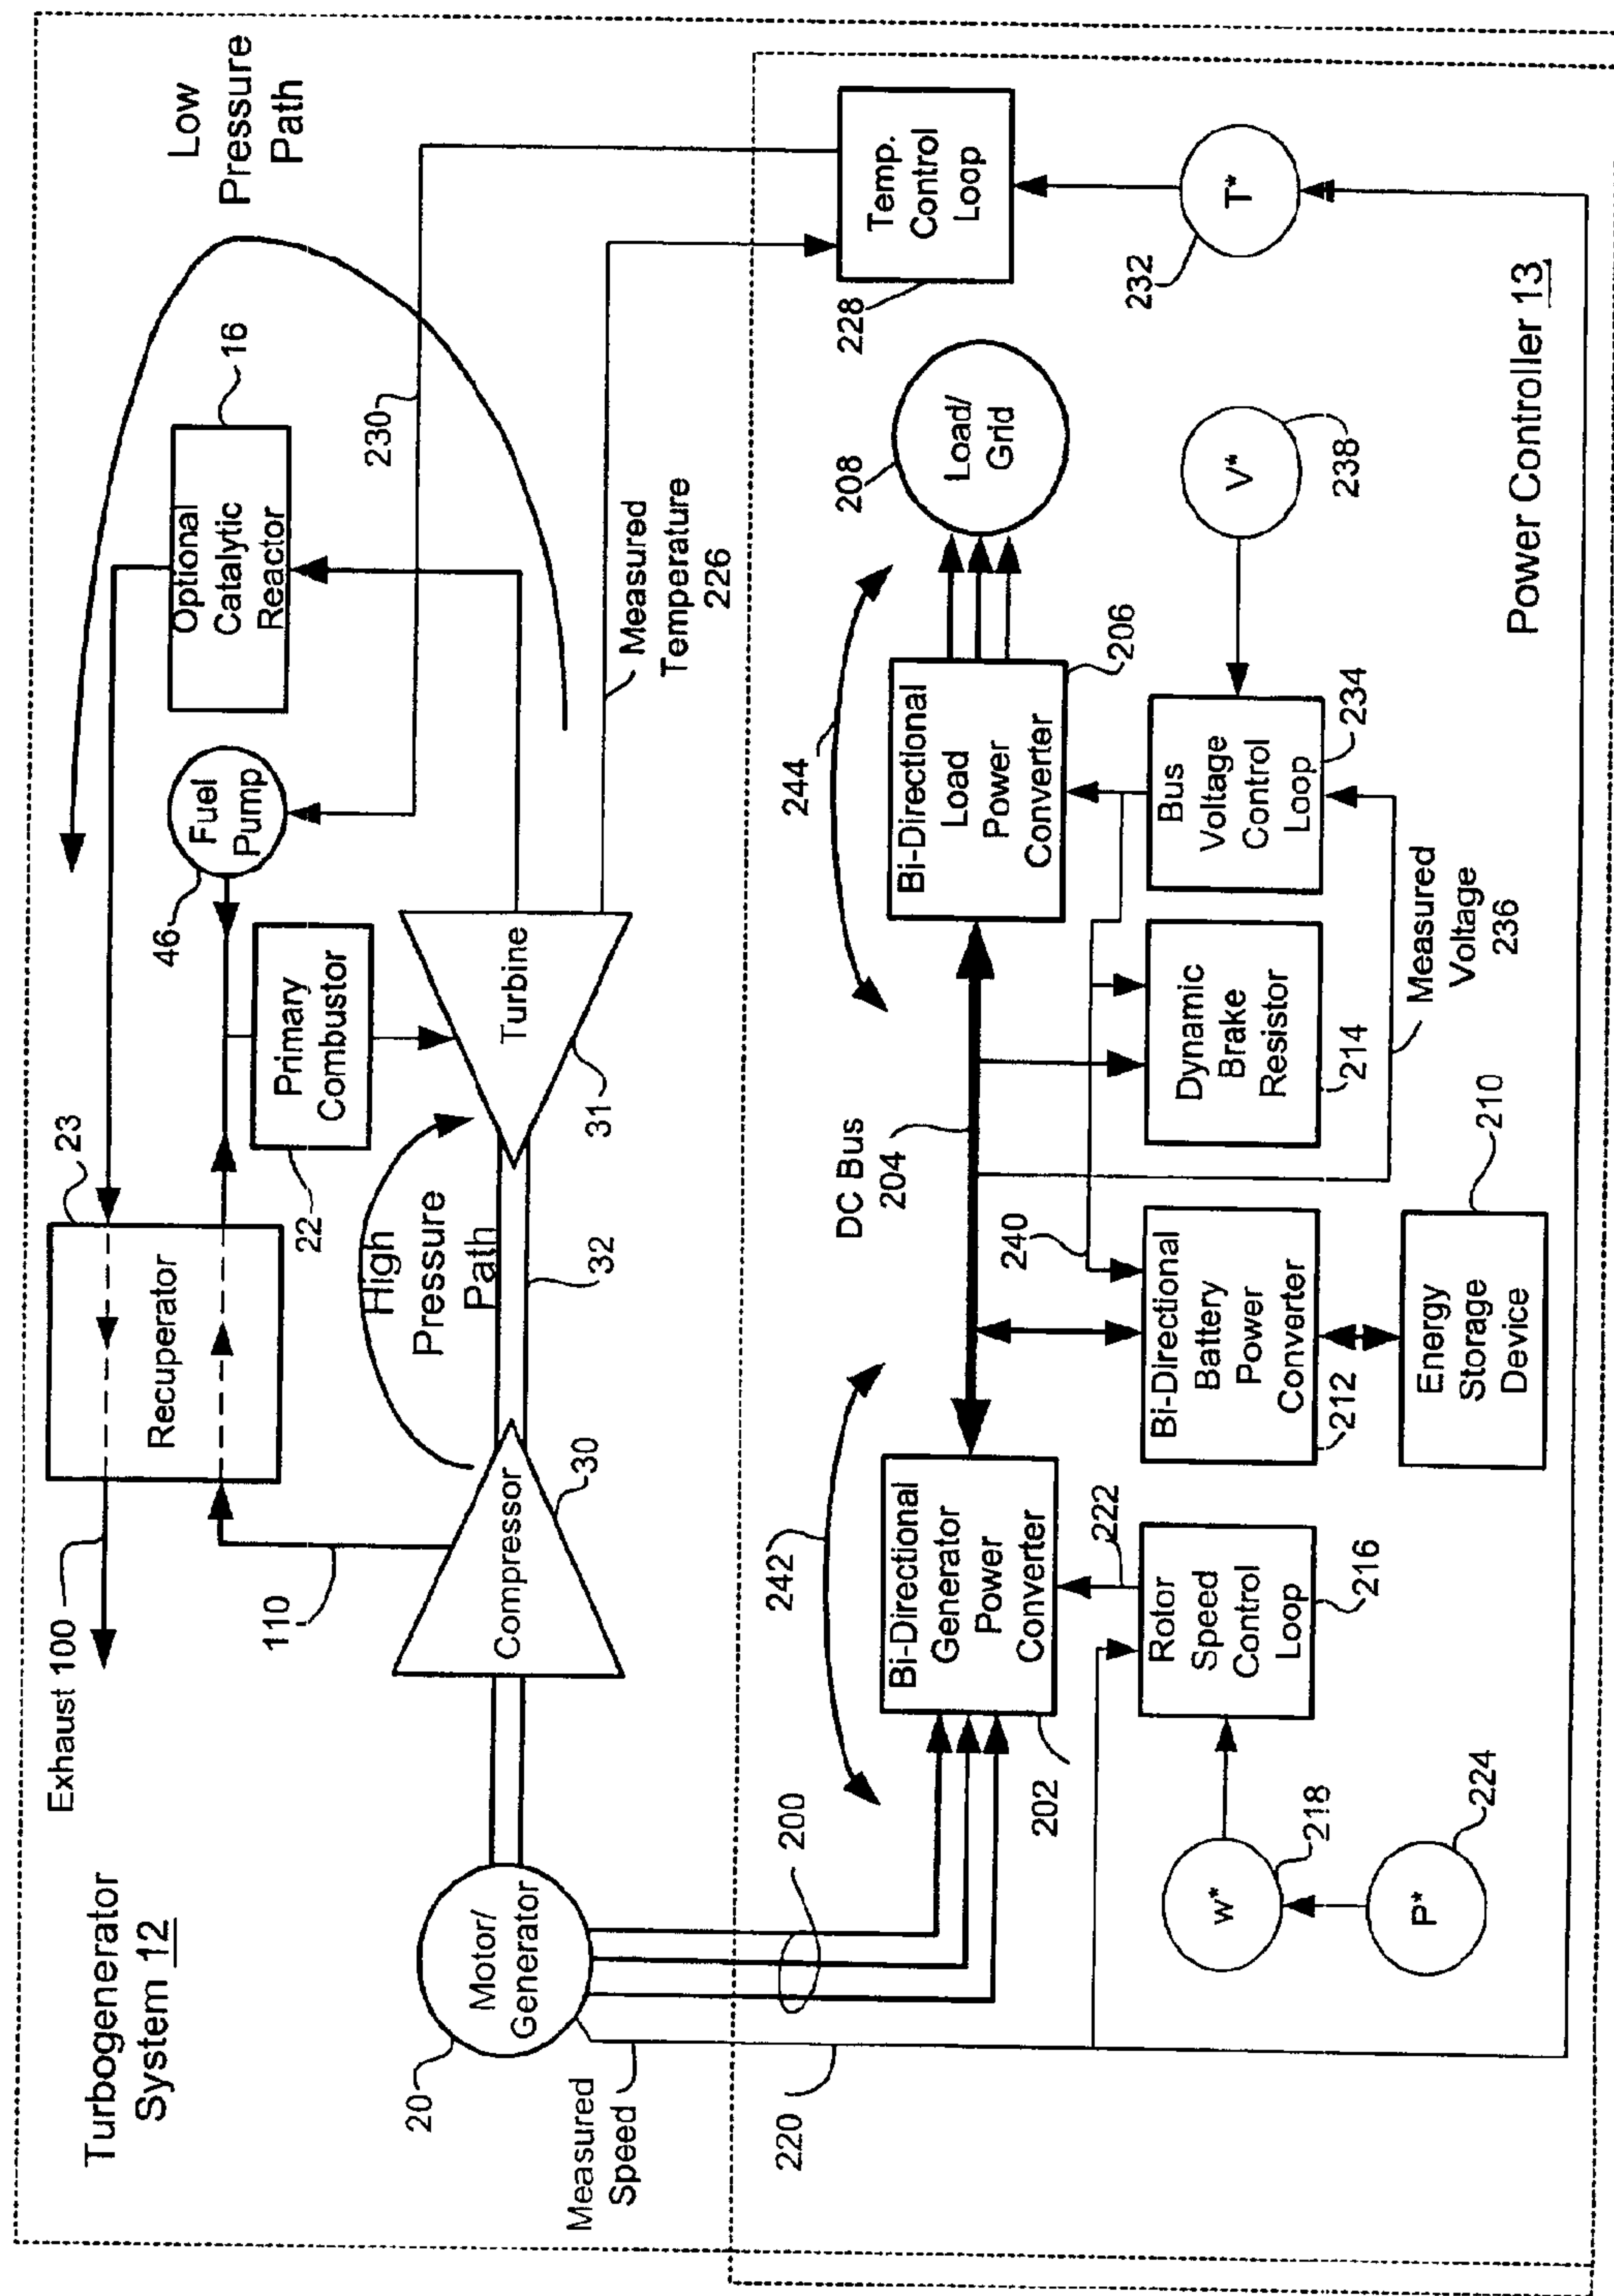 Turbogenerator
System 12
Exhaust 100
110
Recuperator
23
Low
Pressure
Path
Optional
Catalytic
Reactor
16
Fuel
Pump
46
Primary
Combustor
22
230
High
Pressure
Path
Motor/
Generator
20
Compressor
30
32
Turbine
31
Measured
Temperature
226
Measured
Speed
220
200
242
DC Bus
204
244
Bi-Directional
Generator
Power
Converter
202
Bi-Directional
Load
Power
Converter
206
Load/
Grid
208
Temp.
Control
Loop
228
222
240
Rotor
Speed
Control
Loop
216
Bi-Directional
Battery
Power
Converter
212
Dynamic
Brake
Resistor
214
Bus
Voltage
Control
Loop
234
w*
218
V*
238
T*
232
P*
224
Energy
Storage
Device
210
Measured
Voltage
236
Power Controller 13